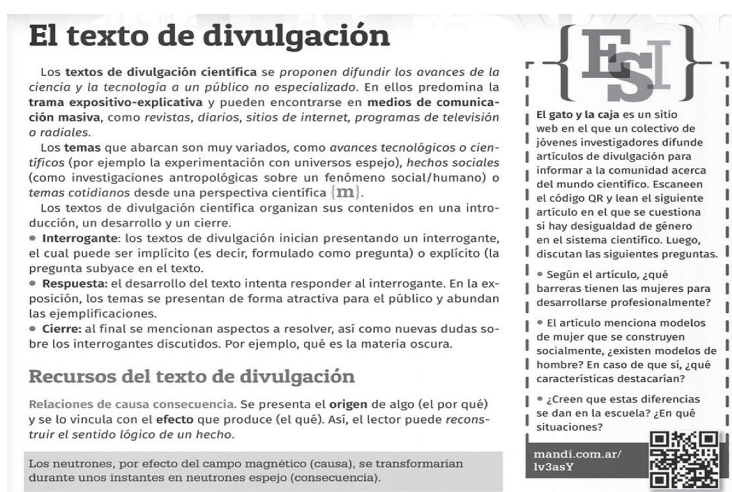 El texto de divulgación
Los textos de divulgación científica se proponen difundir los avances de la
ciencia y la tecnología a un público no especializado. En ellos predomina la
trama expositivo-explicativa y pueden encontrarse en medios de comunica-
ción masiva, como revistas, diarios, sitios de internet, programas de televisión
o radiales.
Los temas que abarcan son muy variados, como avances tecnológicos o cien-
tíficos (por ejemplo la experimentación con universos espejo), hechos sociales
(como investigaciones antropológicas sobre un fenómeno social/humano) o
temas cotidianos desde una perspectiva científica {m}.
Los textos de divulgación científica organizan sus contenidos en una intro-
ducción, un desarrollo y un cierre.
• Interrogante: los textos de divulgación inician presentando un interrogante,
el cual puede ser implícito (es decir, formulado como pregunta) o explícito (la
pregunta subyace en el texto.
• Respuesta: el desarrollo del texto intenta responder al interrogante. En la ex-
posición, los temas se presentan de forma atractiva para el público y abundan
las ejemplificaciones.
• Cierre: al final se mencionan aspectos a resolver, así como nuevas dudas so-
bre los interrogantes discutidos. Por ejemplo, qué es la materia oscura.
Recursos del texto de divulgación
Relaciones de causa consecuencia. Se presenta el origen de algo (el por qué)
y se lo vincula con el efecto que produce (el qué). Así, el lector puede recons-
truir el sentido lógico de un hecho.
Los neutrones, por efecto del campo magnético (causa), se transformarían
durante unos instantes en neutrones espejo (consecuencia).
{ESI}
El gato y la caja es un sitio
web en el que un colectivo de
jóvenes investigadores difunde
artículos de divulgación para
informar a la comunidad acerca
del mundo científico. Escaneen
el código QR y lean el siguiente
artículo en el que se cuestiona
si hay desigualdad de género
en el sistema científico. Luego,
discutan las siguientes preguntas.
• Según el artículo, ¿qué
barreras tienen las mujeres para
desarrollarse profesionalmente?
• El artículo menciona modelos
de mujer que se construyen
socialmente, ¿existen modelos de
hombre? En caso de que sí, ¿qué
características destacarían?
• ¿Creen que estas diferencias
se dan en la escuela? ¿En qué
situaciones?
mandi.com.ar/
lv3asY